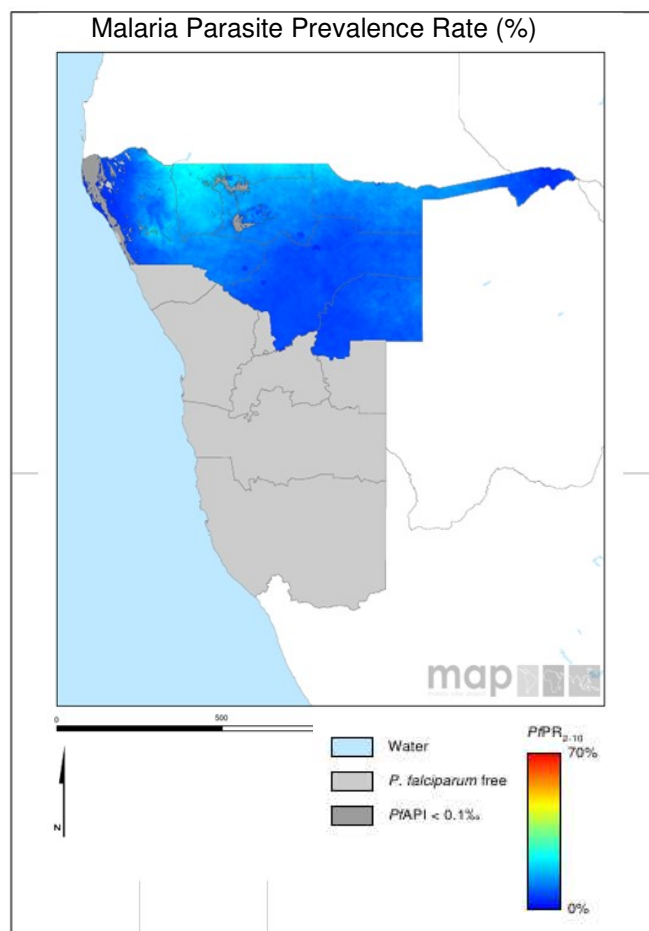 Malaria Parasite Prevalence Rate (%)
map
0 500
Water
P. falciparum free
PfAPI < 0.1‰
N
PfPR2-10
70%
0%